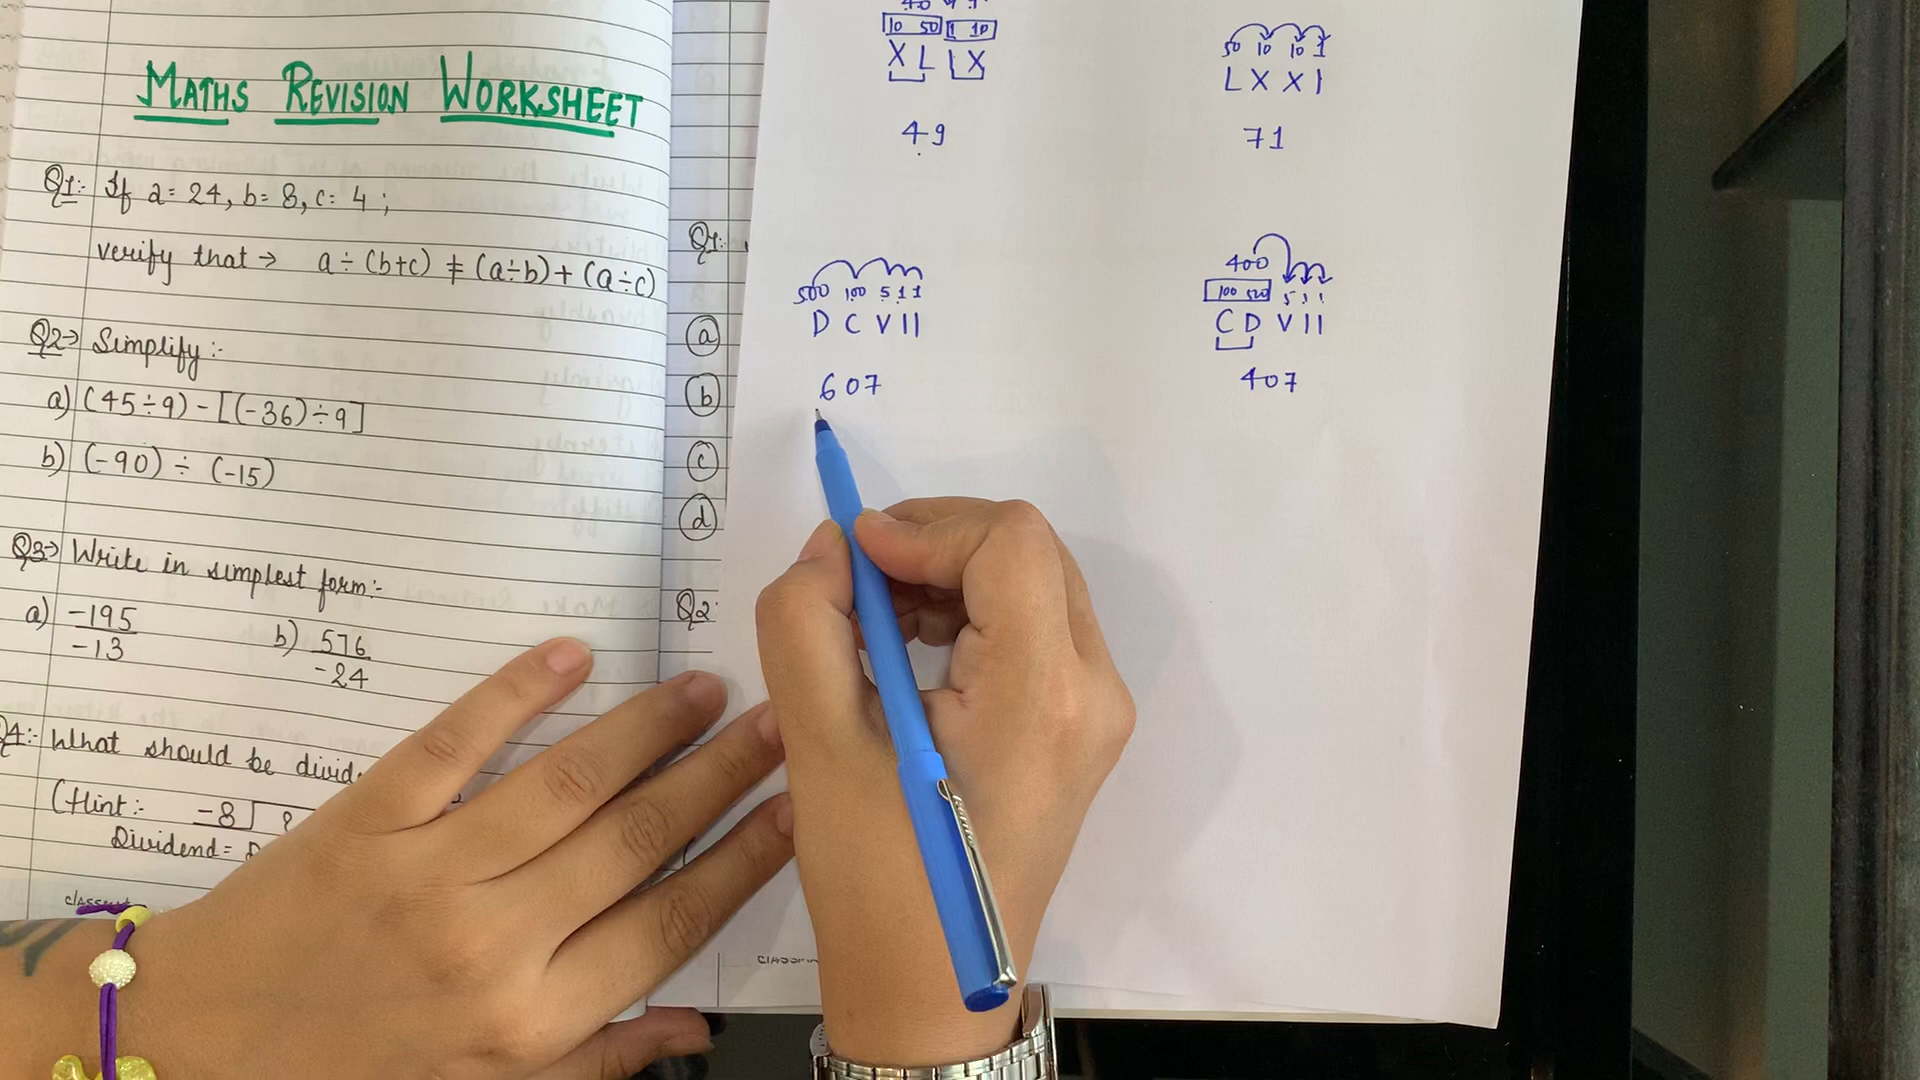 MATHS REVISION WORKSHEET
Q1:- If a = 24, b = 8, c = 4 ;
verify that → a ÷ (b+c) ≠ (a÷b) + (a÷c)
Q2→ Simplify :-
a) (45÷9) - [(-36) ÷ 9]
b) (-90) ÷ (-15)
Q3→ Write in simplest form:-
a) -195
-13
b) 576
-24
Q4:- What should be
(Hint:- -8
Dividend =
Q1:
a
b
c
d
Q2
10 50 1 10
X L I X
49
50 10 10 1
L X X I
71
500 100 5 1 1
D C V I I
607
400
100 500 5 1 1
C D V I I
407